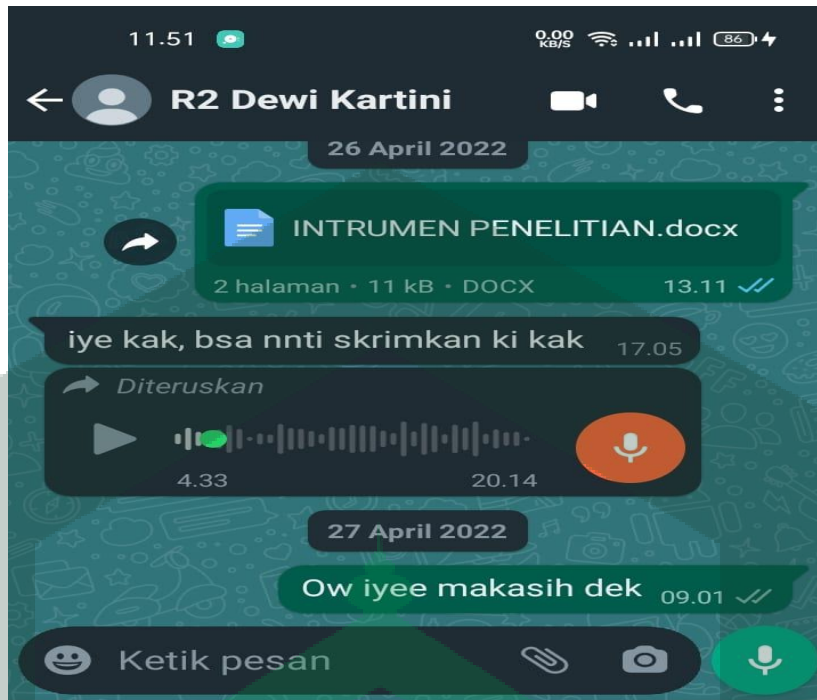 11.51 0.00 KB/S 86
R2 Dewi Kartini
26 April 2022
INTRUMEN PENELITIAN.docx
2 halaman • 11 kB • DOCX 13.11
iye kak, bsa nnti skrimkan ki kak 17.05
Diteruskan
4.33 20.14
27 April 2022
Ow iyee makasih dek 09.01
Ketik pesan